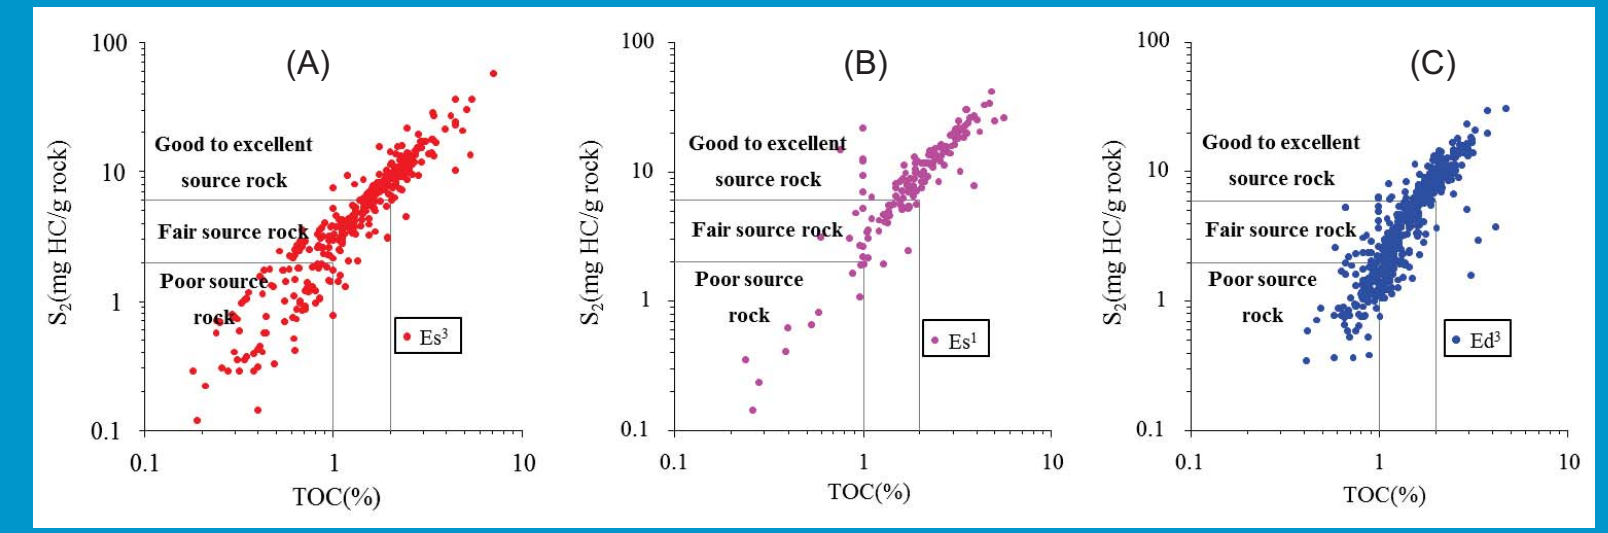 (A)
100
10
1
0.1
S2(mg HC/g rock)
Good to excellent
source rock
Fair source rock
Poor source
rock
Es3
0.1
1
10
TOC(%)
(B)
100
10
1
0.1
S2(mg HC/g rock)
Good to excellent
source rock
Fair source rock
Poor source
rock
Es1
0.1
1
10
TOC(%)
(C)
100
10
1
0.1
S2(mg HC/g rock)
Good to excellent
source rock
Fair source rock
Poor source
rock
Ed3
0.1
1
10
TOC(%)